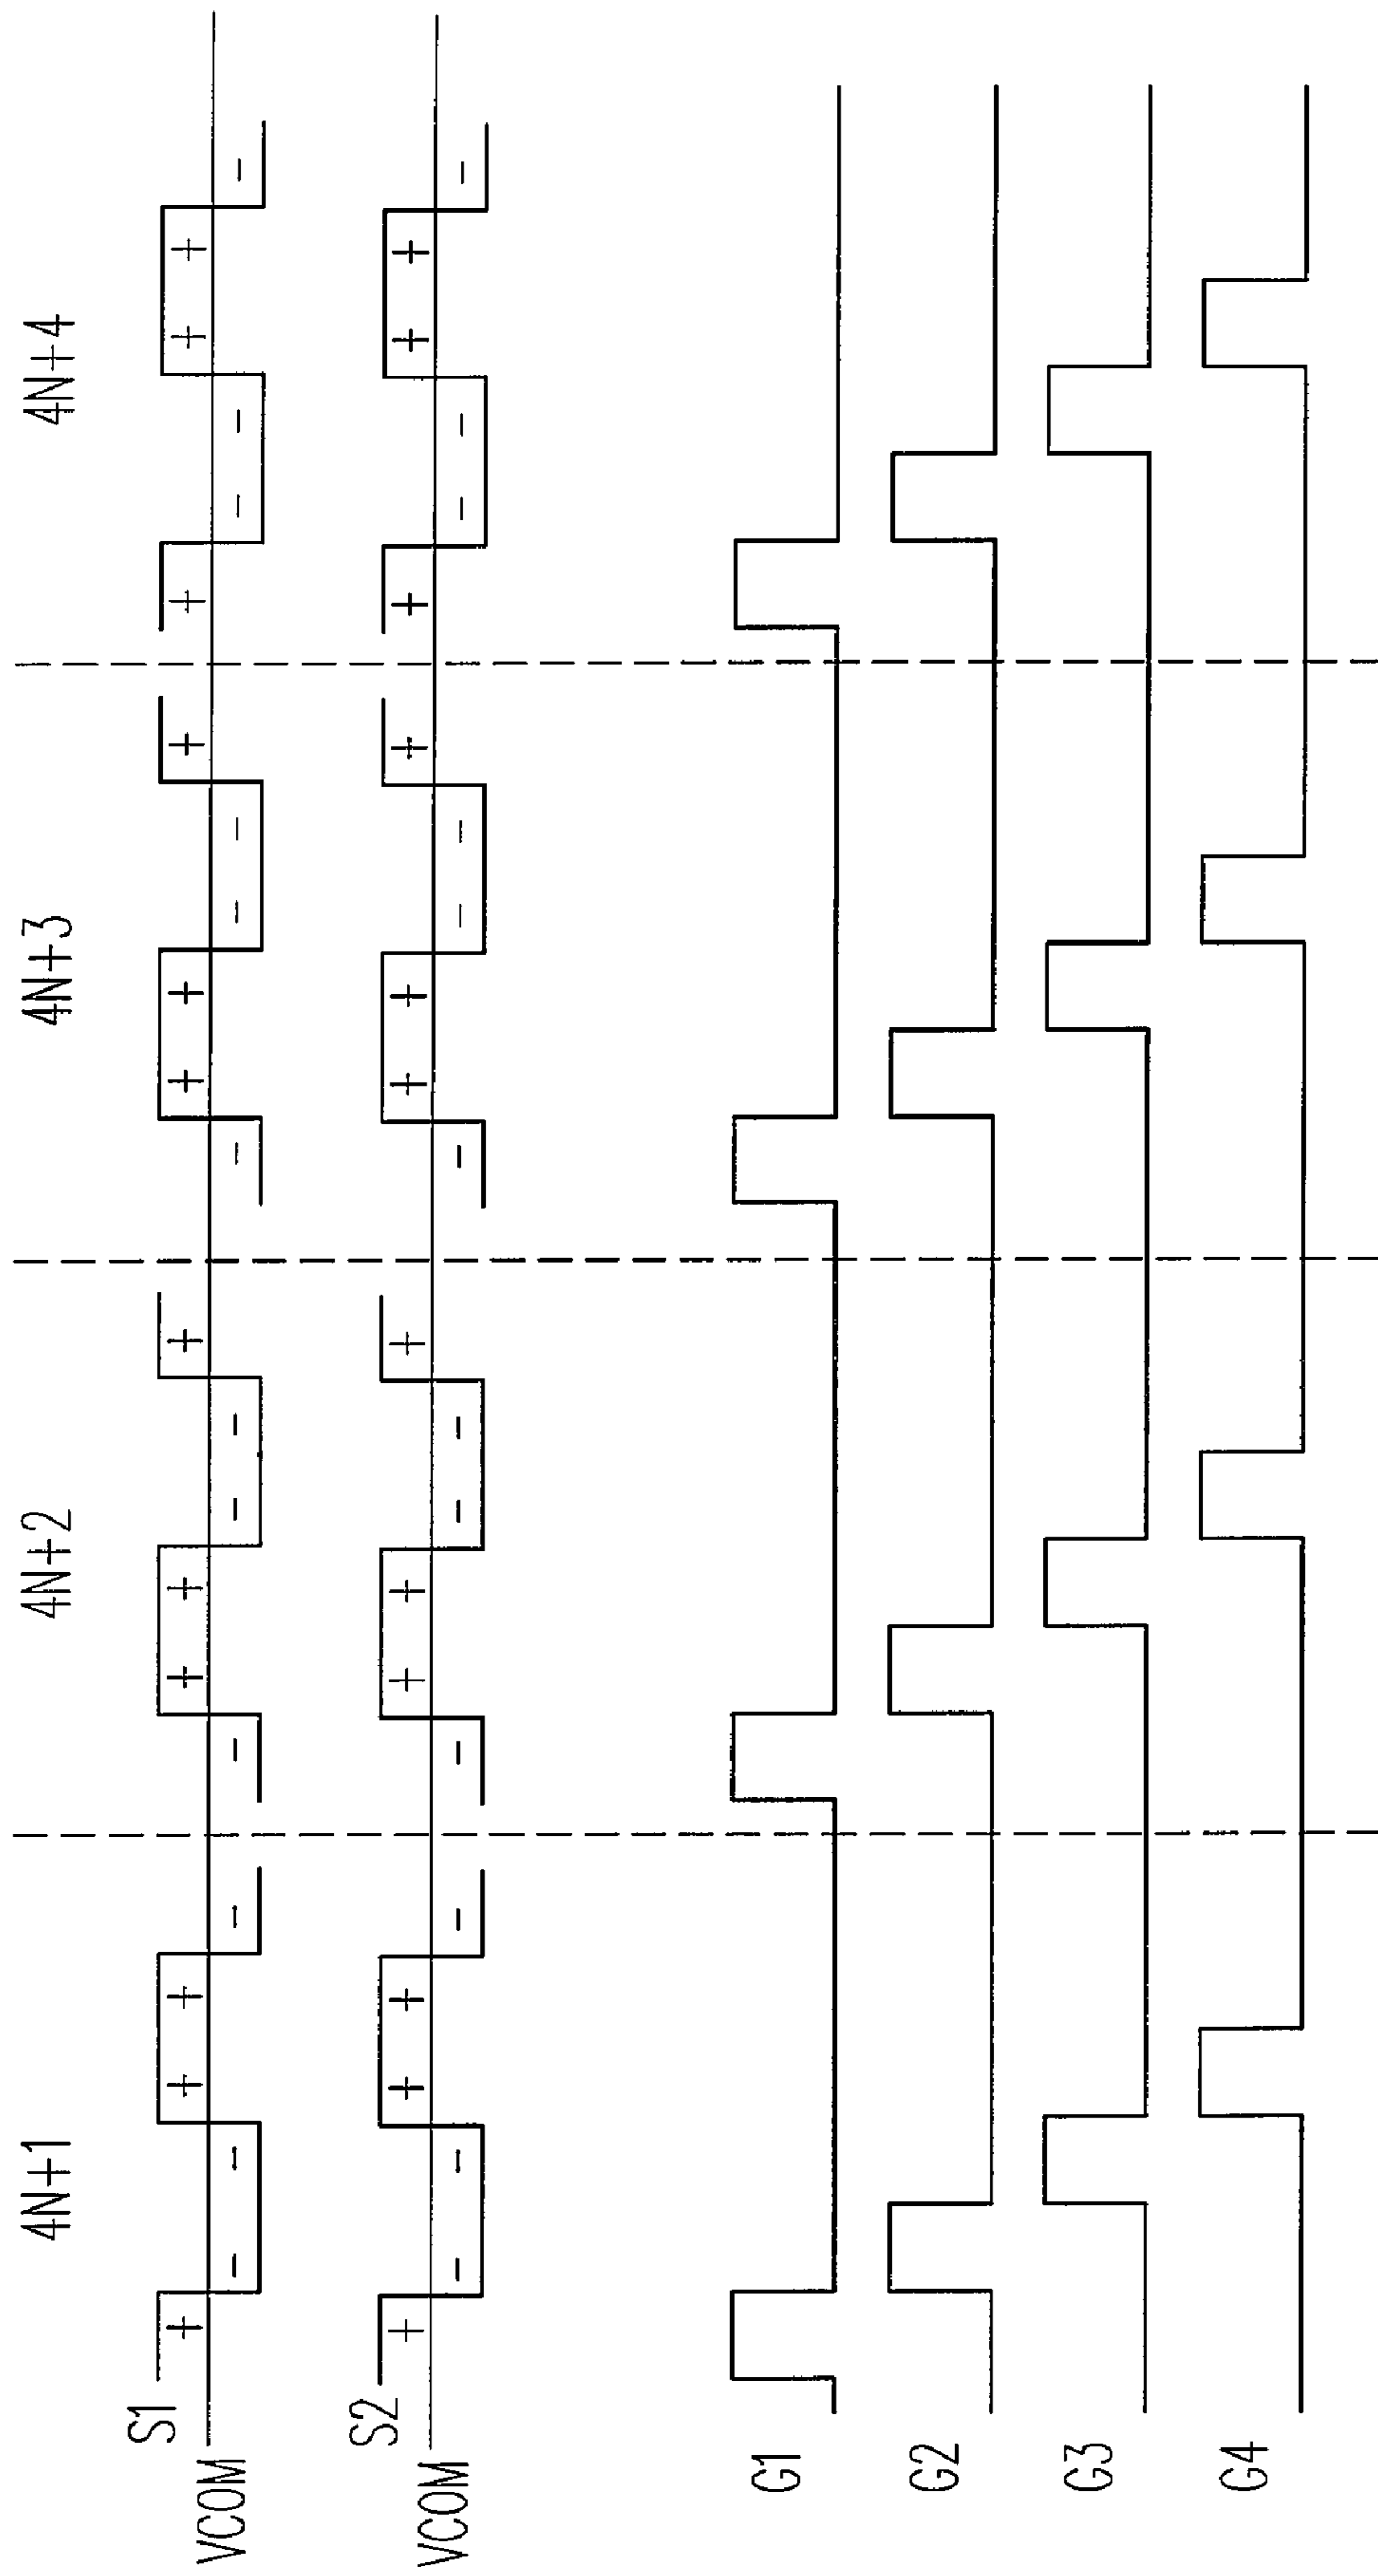 4N+1 4N+2 4N+3 4N+4
S1
+ - - + + - - + + - - + - + + - - + + - - + + -
VCOM
S2
+ - - + + - - + + - - + - + + - - + + - - + + -
VCOM
G1
G2
G3
G4